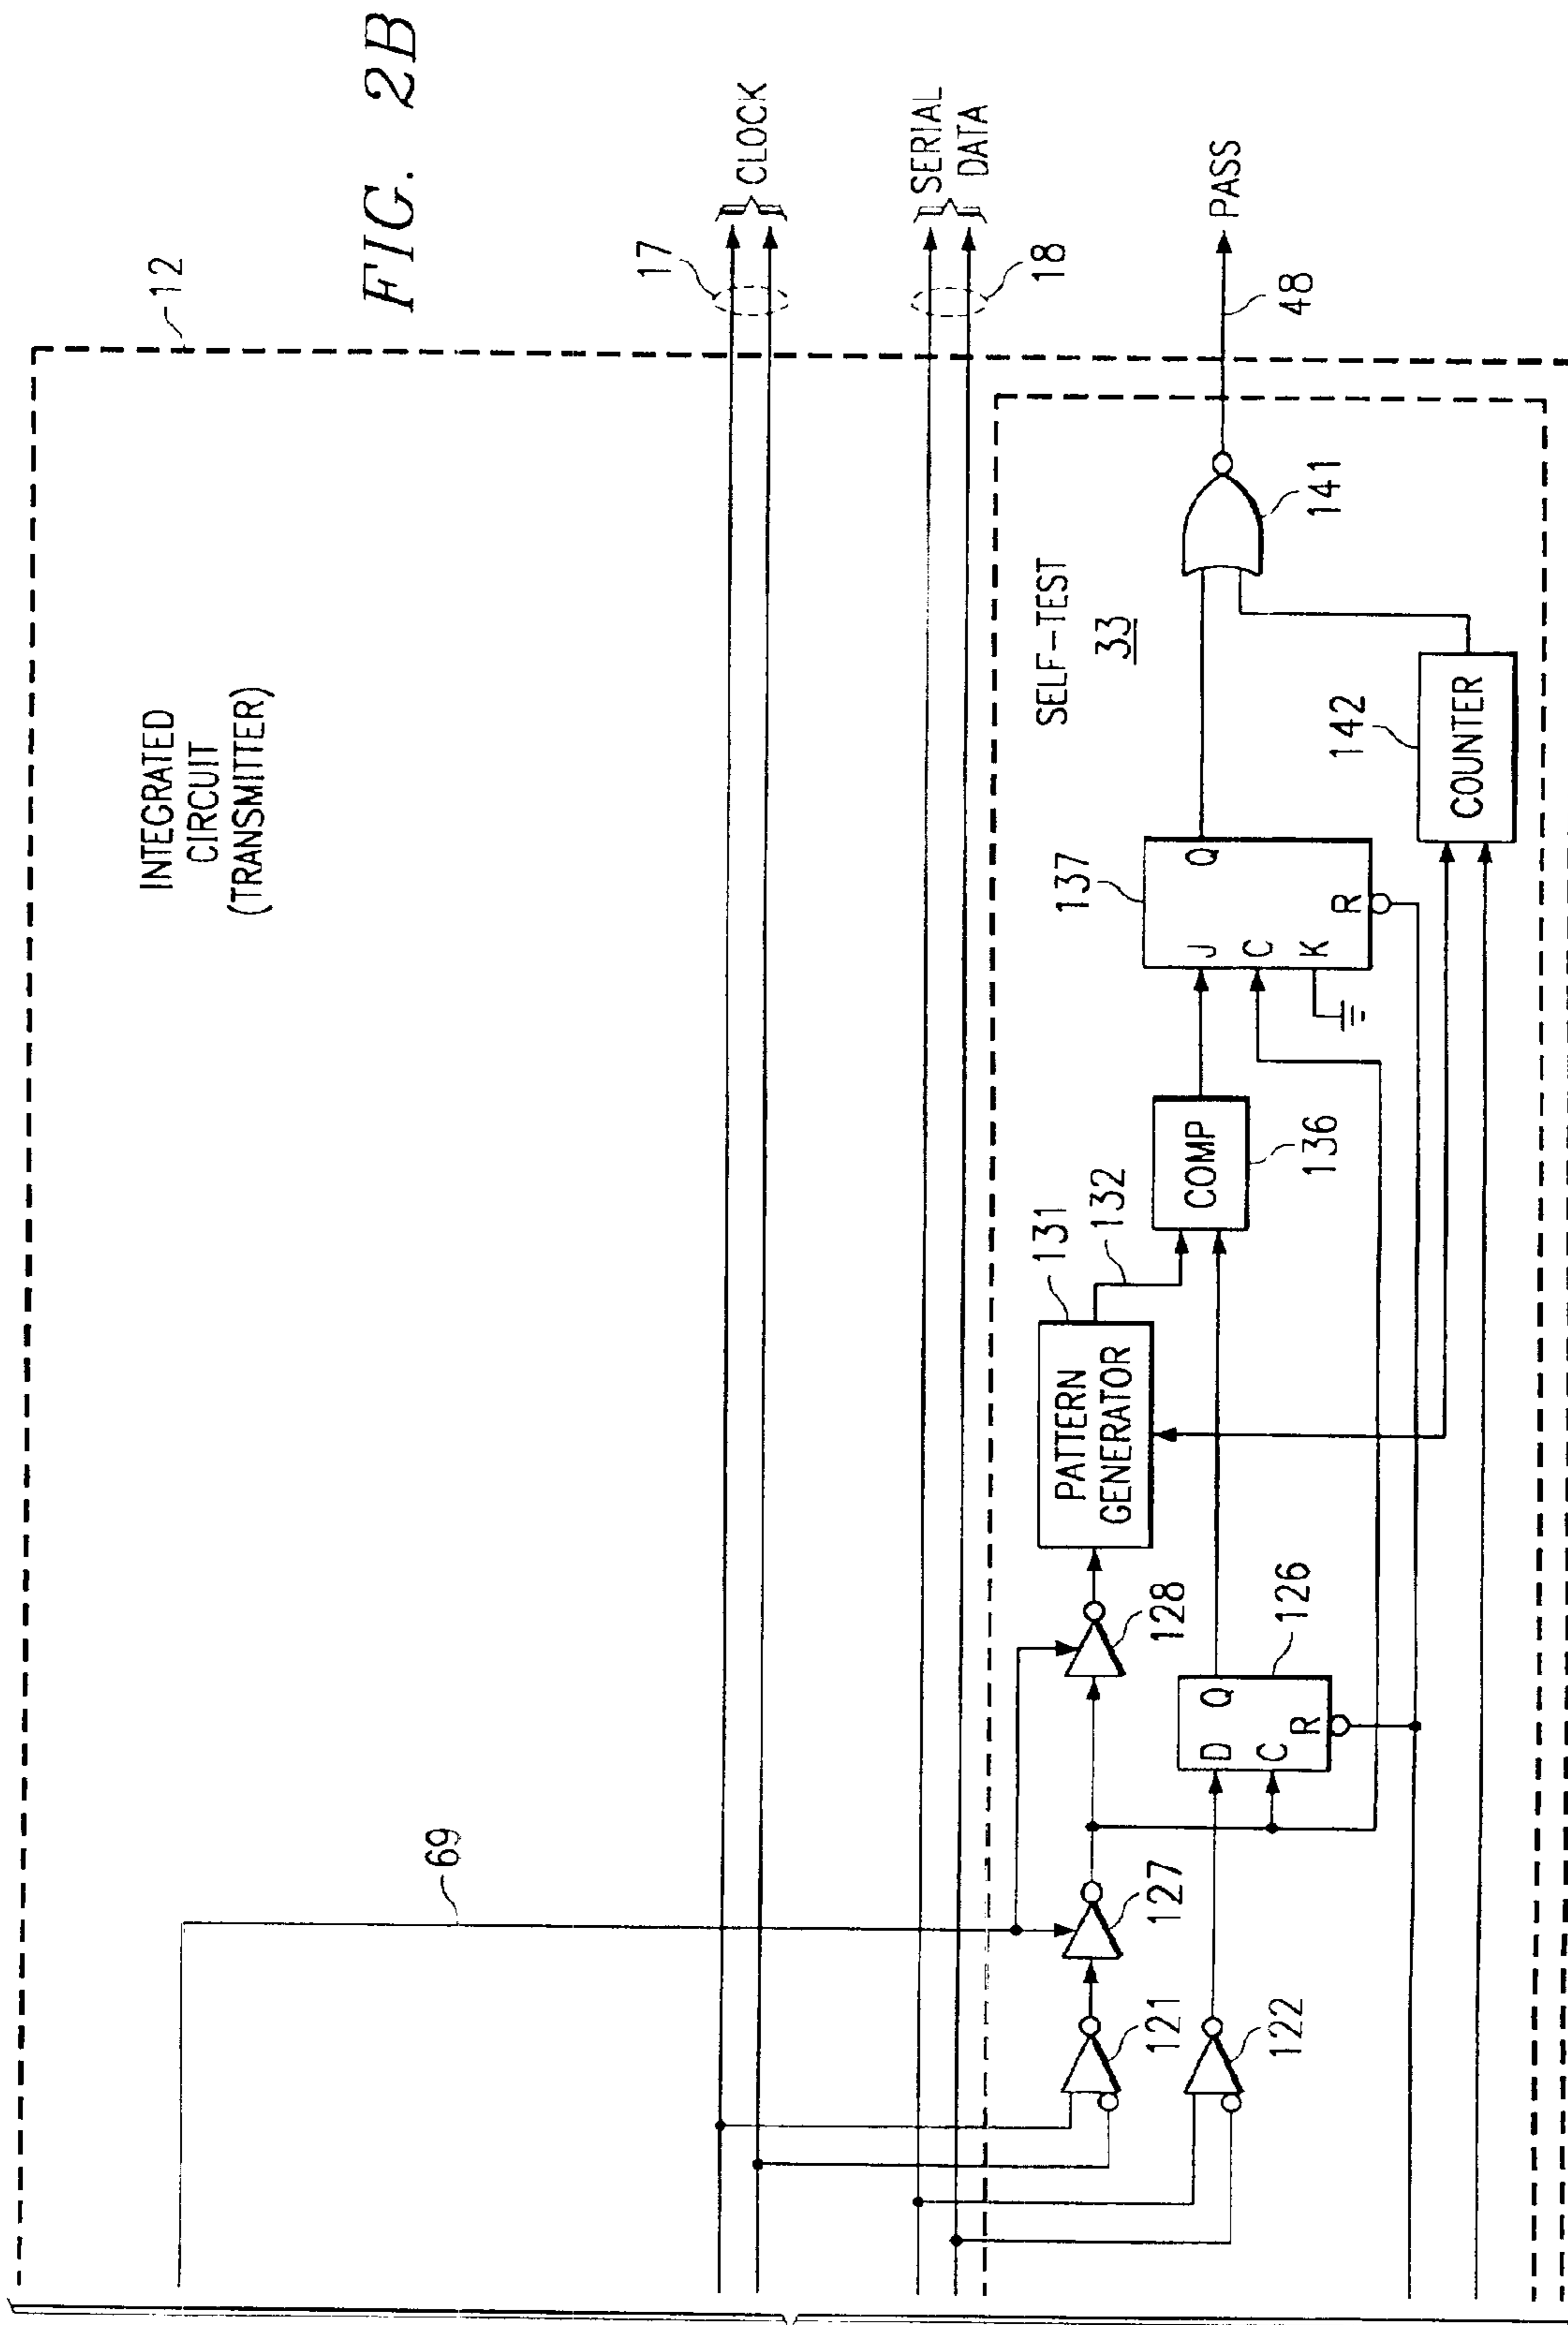 FIG. 2B
12
INTEGRATED
CIRCUIT
(TRANSMITTER)
69
17
CLOCK
SERIAL
DATA
18
SELF-TEST
33
121
127
128
PATTERN
GENERATOR
131
132
122
D
Q
C
R
126
COMP
136
137
J
Q
C
K
R
142
COUNTER
141
48
PASS